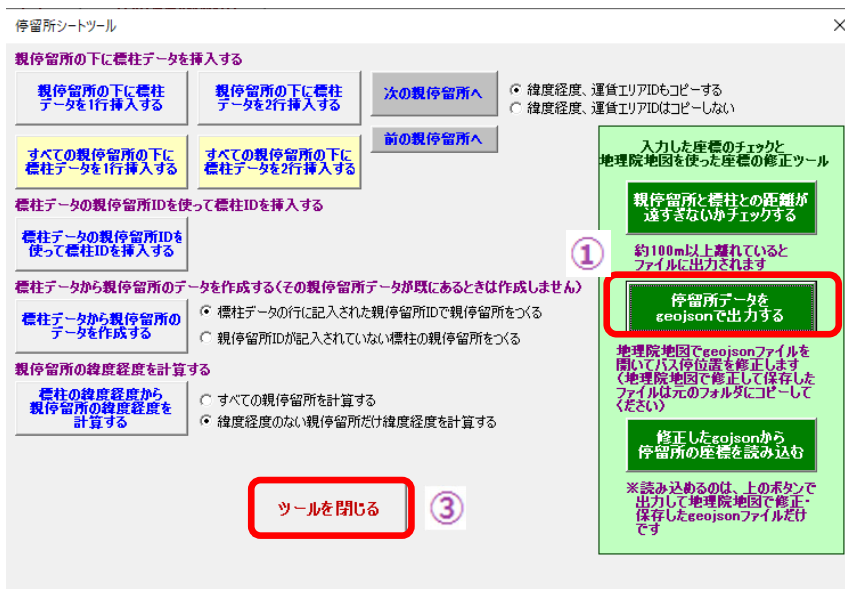 停留所シートツール
×
親停留所の下に標柱データを挿入する
親停留所の下に標柱
データを1行挿入する
親停留所の下に標柱
データを2行挿入する
次の親停留所へ
緯度経度、運賃エリアIDもコピーする
緯度経度、運賃エリアIDはコピーしない
すべての親停留所の下に
標柱データを1行挿入する
すべての親停留所の下に
標柱データを2行挿入する
前の親停留所へ
標柱データの親停留所IDを使って標柱IDを挿入する
標柱データの親停留所IDを
使って標柱IDを挿入する
標柱データから親停留所のデータを作成する(その親停留所データが既にあるときは作成しません)
標柱データから親停留所の
データを作成する
標柱データの行に記入された親停留所IDで親停留所をつくる
親停留所IDが記入されていない標柱の親停留所をつくる
親停留所の緯度経度を計算する
標柱の緯度経度から
親停留所の緯度経度を
計算する
すべての親停留所を計算する
緯度経度のない親停留所だけ緯度経度を計算する
ツールを閉じる
③
入力した座標のチェックと
地理院地図を使った座標の修正ツール
親停留所と標柱との距離が
遠すぎないかチェックする
①
約100m以上離れていると
ファイルに出力されます
停留所データを
geojsonで出力する
地理院地図でgeojsonファイルを
開いてバス停位置を修正します
(地理院地図で修正して保存した
ファイルは元のフォルダにコピーして
ください)
修正したgojsonから
停留所の座標を読み込む
※読み込めるのは、上のボタンで
出力して地理院地図で修正・
保存したgeojsonファイルだけ
です